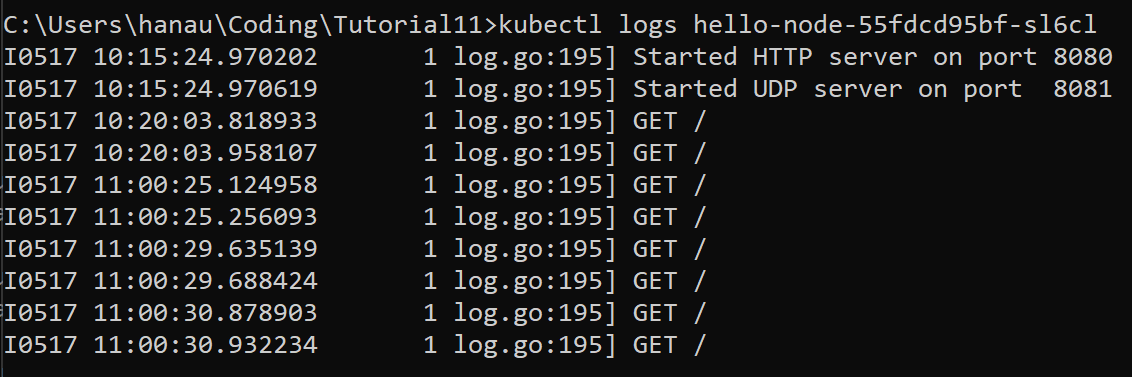 C:\Users\hanau\Coding\Tutorial11>kubectl logs hello-node-55fdcd95bf-sl6cl
I0517 10:15:24.970202       1 log.go:195] Started HTTP server on port 8080
I0517 10:15:24.970619       1 log.go:195] Started UDP server on port  8081
I0517 10:20:03.818933       1 log.go:195] GET /
I0517 10:20:03.958107       1 log.go:195] GET /
I0517 11:00:25.124958       1 log.go:195] GET /
I0517 11:00:25.256093       1 log.go:195] GET /
I0517 11:00:29.635139       1 log.go:195] GET /
I0517 11:00:29.688424       1 log.go:195] GET /
I0517 11:00:30.878903       1 log.go:195] GET /
I0517 11:00:30.932234       1 log.go:195] GET /